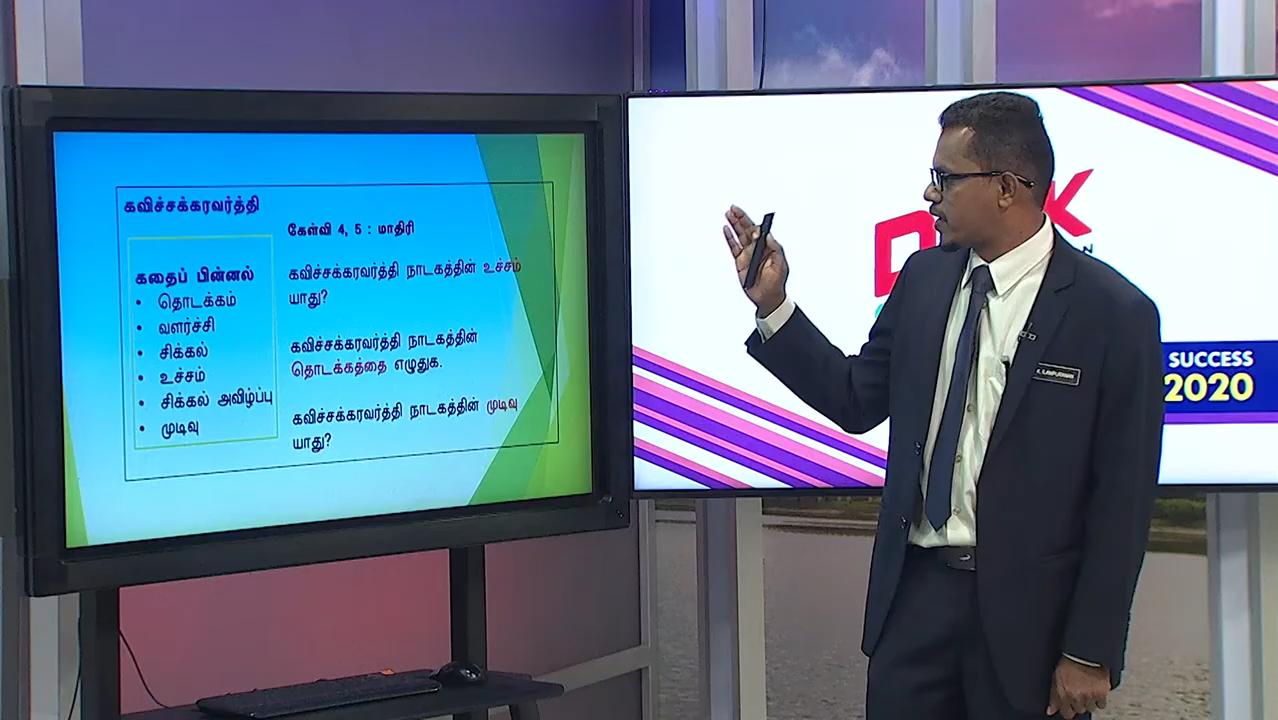 கவிச்சக்கரவர்த்தி
கேள்வி 4, 5 : மாதிரி
கதைப் பின்னல்
• தொடக்கம்
• வளர்ச்சி
• சிக்கல்
• உச்சம்
• சிக்கல் அவிழ்ப்பு
• முடிவு
கவிச்சக்கரவர்த்தி நாடகத்தின் உச்சம்
யாது?
கவிச்சக்கரவர்த்தி நாடகத்தின்
தொடக்கத்தை எழுதுக.
கவிச்சக்கரவர்த்தி நாடகத்தின் முடிவு
யாது?
SUCCESS
2020